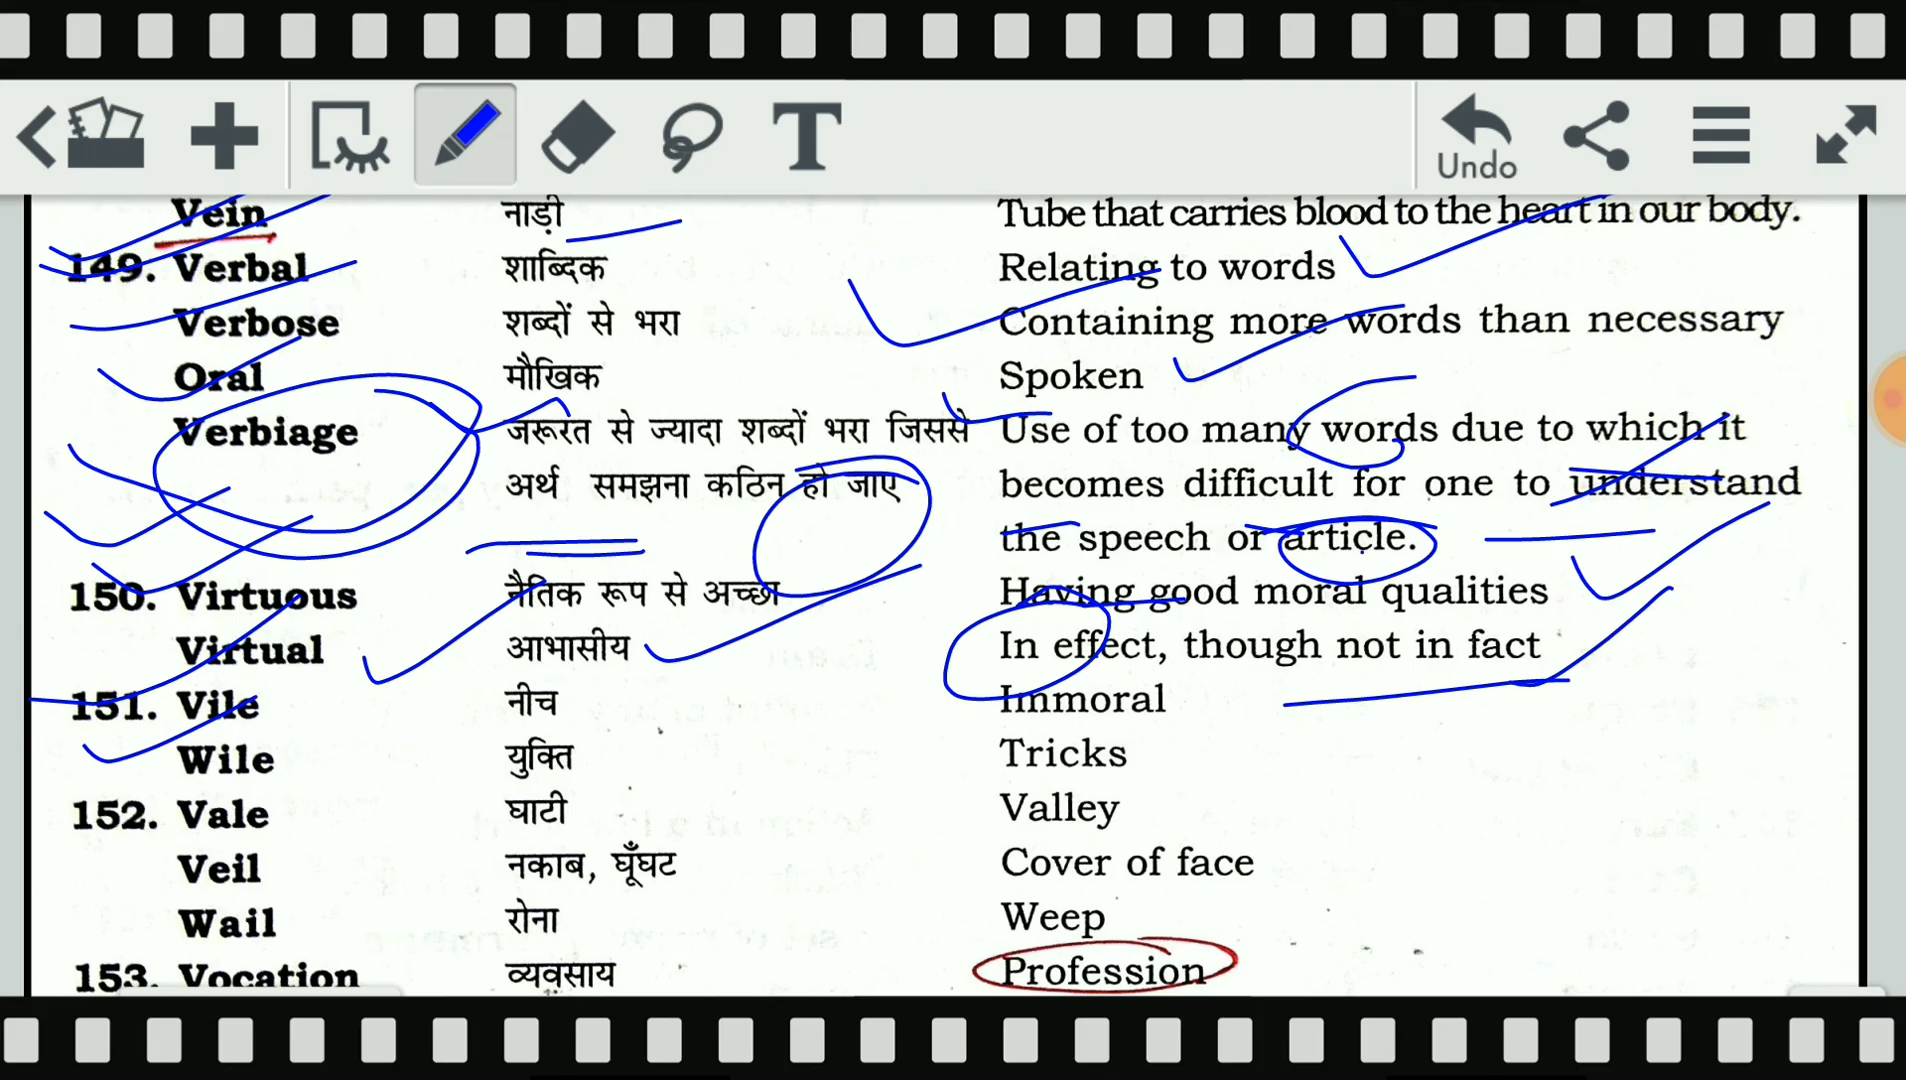 Undo
Vein नाड़ी Tube that carries blood to the heart in our body.
149. Verbal शाब्दिक Relating to words
Verbose शब्दों से भरा Containing more words than necessary
Oral मौखिक Spoken
Verbiage जरूरत से ज्यादा शब्दों भरा जिससे Use of too many words due to which it
अर्थ समझना कठिन हो जाए becomes difficult for one to understand
the speech or article.
150. Virtuous नैतिक रूप से अच्छा Having good moral qualities
Virtual आभासीय In effect, though not in fact
151. Vile नीच Immoral
Wile युक्ति Tricks
152. Vale घाटी Valley
Veil नकाब, घूँघट Cover of face
Wail रोना Weep
153. Vocation व्यवसाय Profession